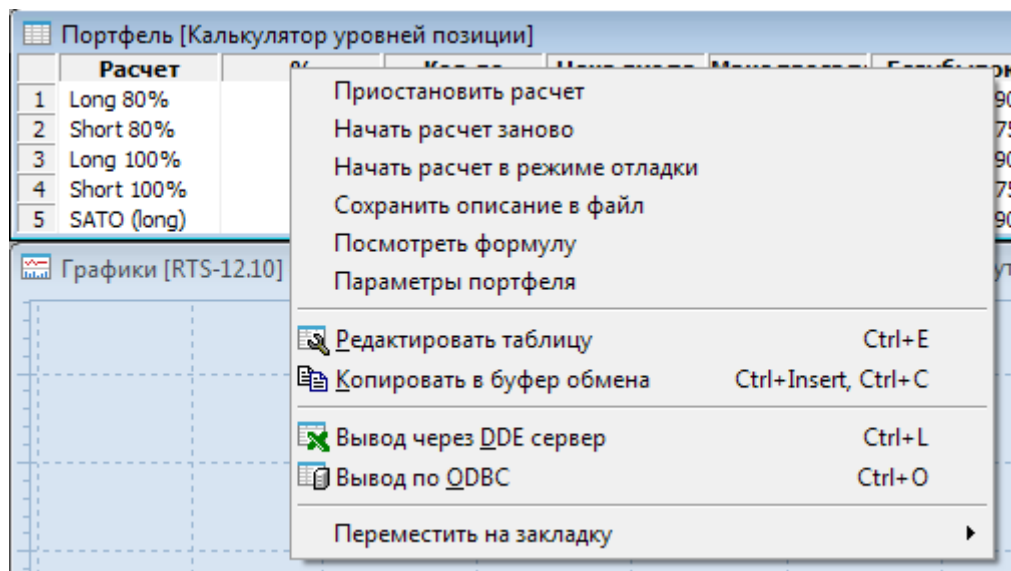 Портфель [Калькулятор уровней позиции]
Расчет %
1 Long 80%
2 Short 80%
3 Long 100%
4 Short 100%
5 SATO (long)
Графики [RTS-12.10]
Приостановить расчет
Начать расчет заново
Начать расчет в режиме отладки
Сохранить описание в файл
Посмотреть формулу
Параметры портфеля
Редактировать таблицу Ctrl+E
Копировать в буфер обмена Ctrl+Insert, Ctrl+C
Вывод через DDE сервер Ctrl+L
Вывод по ODBC Ctrl+O
Переместить на закладку